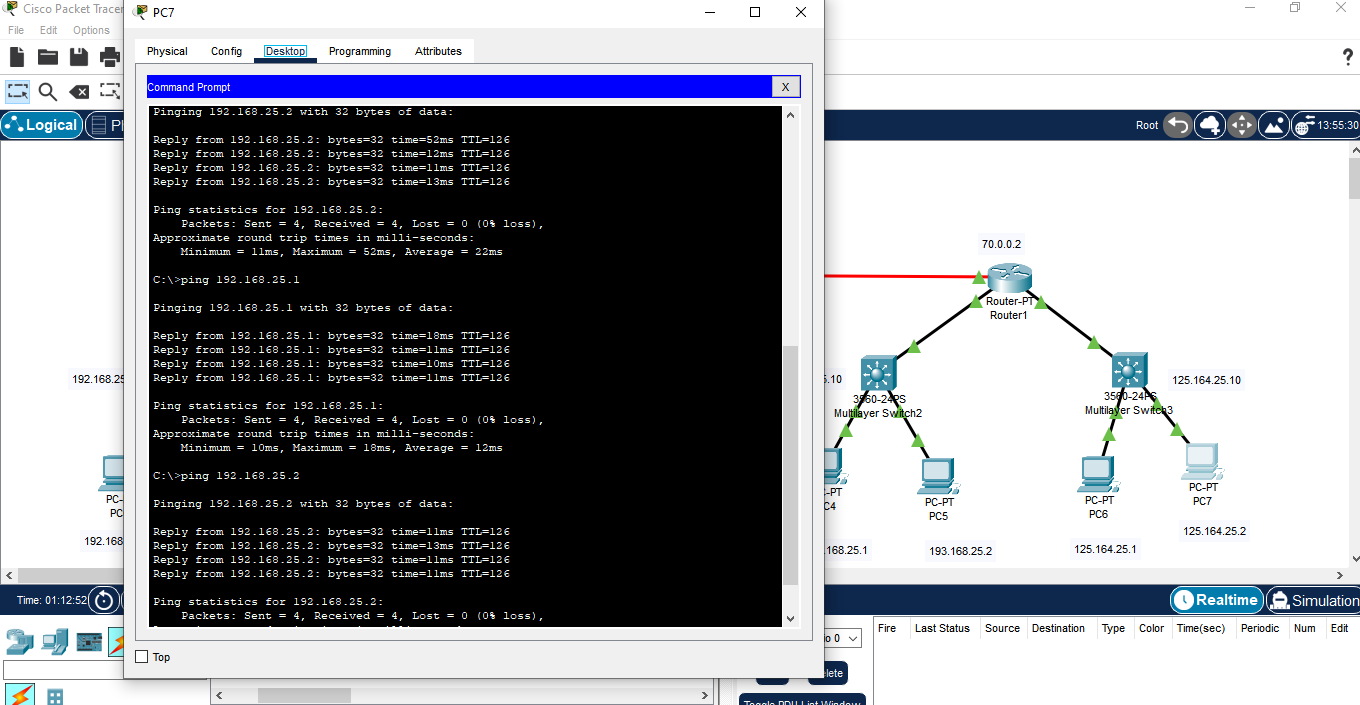 Cisco Packet Tracer
File Edit Options
PC7
Physical Config Desktop Programming Attributes
Command Prompt
X
Pinging 192.168.25.2 with 32 bytes of data:
Reply from 192.168.25.2: bytes=32 time=52ms TTL=126
Reply from 192.168.25.2: bytes=32 time=12ms TTL=126
Reply from 192.168.25.2: bytes=32 time=11ms TTL=126
Reply from 192.168.25.2: bytes=32 time=13ms TTL=126
Ping statistics for 192.168.25.2:
Packets: Sent = 4, Received = 4, Lost = 0 (0% loss),
Approximate round trip times in milli-seconds:
Minimum = 11ms, Maximum = 52ms, Average = 22ms
C:\>ping 192.168.25.1
Pinging 192.168.25.1 with 32 bytes of data:
Reply from 192.168.25.1: bytes=32 time=18ms TTL=126
Reply from 192.168.25.1: bytes=32 time=11ms TTL=126
Reply from 192.168.25.1: bytes=32 time=10ms TTL=126
Reply from 192.168.25.1: bytes=32 time=11ms TTL=126
Ping statistics for 192.168.25.1:
Packets: Sent = 4, Received = 4, Lost = 0 (0% loss),
Approximate round trip times in milli-seconds:
Minimum = 10ms, Maximum = 18ms, Average = 12ms
C:\>ping 192.168.25.2
Pinging 192.168.25.2 with 32 bytes of data:
Reply from 192.168.25.2: bytes=32 time=11ms TTL=126
Reply from 192.168.25.2: bytes=32 time=13ms TTL=126
Reply from 192.168.25.2: bytes=32 time=11ms TTL=126
Reply from 192.168.25.2: bytes=32 time=11ms TTL=126
Ping statistics for 192.168.25.2:
Packets: Sent = 4, Received = 4, Lost = 0 (0% loss),
Top
Logical
Root
13:55:30
192.168.25
PC-
PC
192.168
70.0.0.2
Router-PT
Router1
5.10
3560-24PS
Multilayer Switch2
125.164.25.10
3560-24PS
Multilayer Switch3
-PT
C4
.168.25.1
PC-PT
PC5
193.168.25.2
PC-PT
PC6
125.164.25.1
PC-PT
PC7
125.164.25.2
Time: 01:12:52
Realtime
Simulation
io 0
lete
Toggle PDU List Window
Fire Last Status Source Destination Type Color Time(sec) Periodic Num Edit